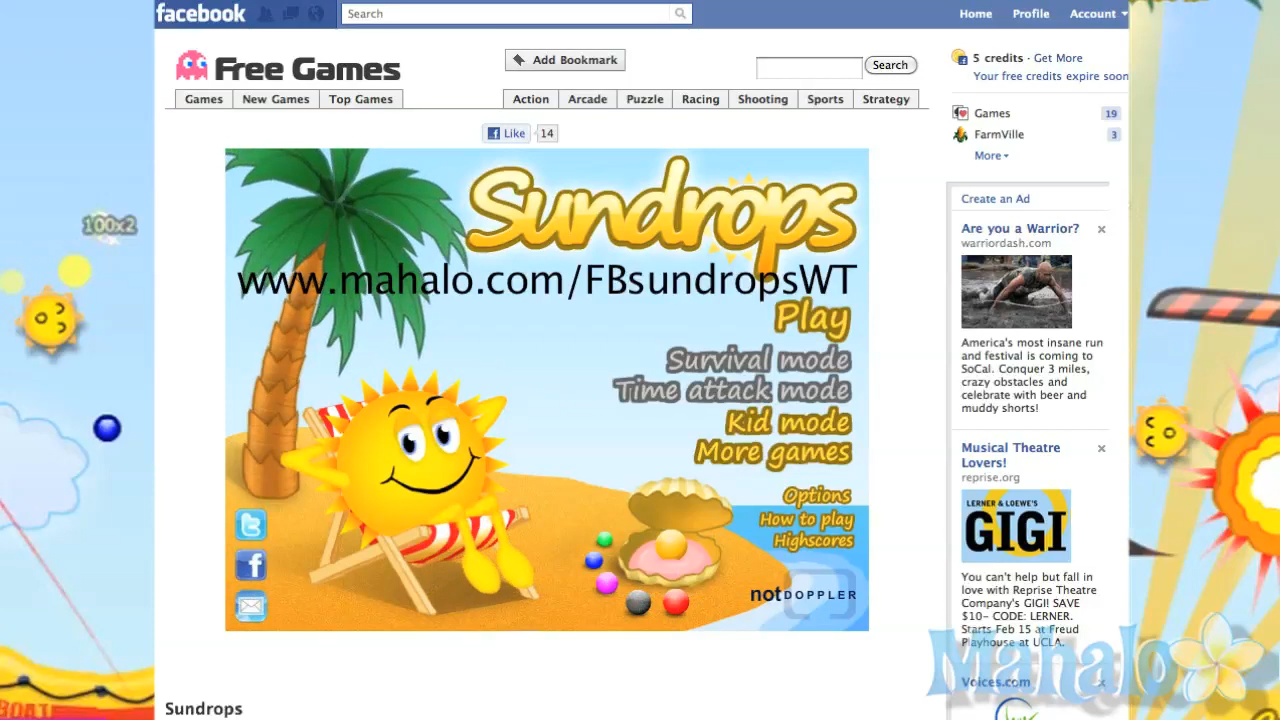 facebook
Search
Home Profile Account
Free Games
Add Bookmark
Search
5 credits · Get More
Your free credits expire soon
Games New Games Top Games
Action Arcade Puzzle Racing Shooting Sports Strategy
Games 19
FarmVille 3
More
Like 14
Sundrops
www.mahalo.com/FBsundropsWT
Play
Survival mode
Time attack mode
Kid mode
More games
Options
How to play
Highscores
notDOPPLER
Create an Ad
Are you a Warrior?
warriordash.com
America's most insane run
and festival is coming to
SoCal. Conquer 3 miles,
crazy obstacles and
celebrate with beer and
muddy shorts!
Musical Theatre
Lovers!
reprise.org
LERNER & LOEWE'S
GIGI
You can't help but fall in
love with Reprise Theatre
Company's GIGI! SAVE
$10- CODE: LERNER.
Starts Feb 15 at Freud
Playhouse at UCLA.
Voices.com
Sundrops
100x2
BOAT
Mahalo